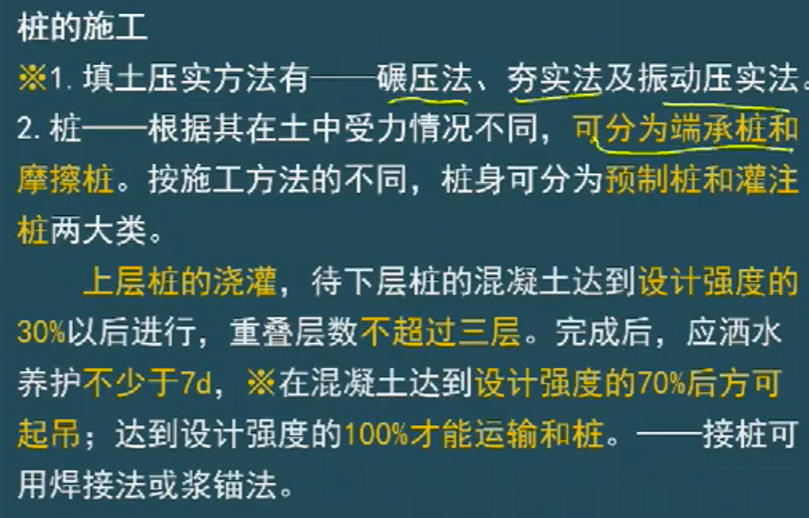 桩的施工
※1.填土压实方法有——碾压法、夯实法及振动压实法。
2.桩——根据其在土中受力情况不同，可分为端承桩和
摩擦桩。按施工方法的不同，桩身可分为预制桩和灌注
桩两大类。
上层桩的浇灌，待下层桩的混凝土达到设计强度的
30%以后进行，重叠层数不超过三层。完成后，应洒水
养护不少于7d，※在混凝土达到设计强度的70%后方可
起吊；达到设计强度的100%才能运输和桩。——接桩可
用焊接法或浆锚法。